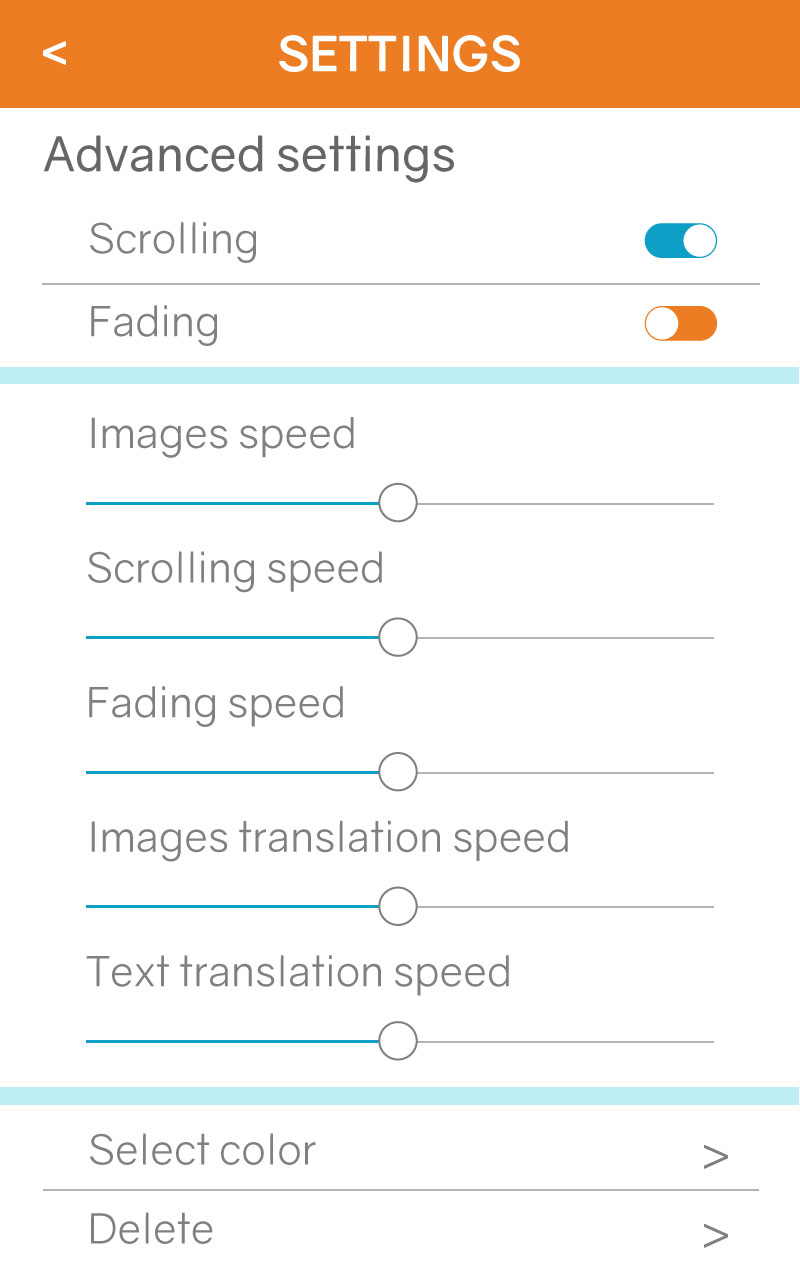 < SETTINGS
Advanced settings
Scrolling
Fading
Images speed
Scrolling speed
Fading speed
Images translation speed
Text translation speed
Select color >
Delete >